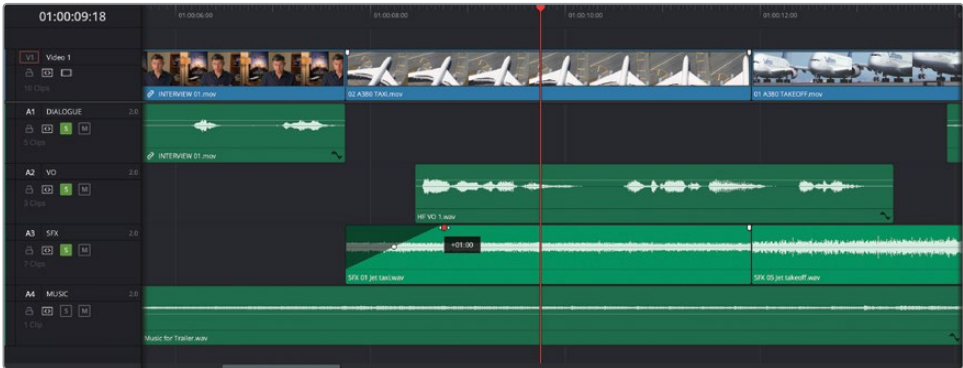 01:00:09:18
01:00:06:00
01:00:08:00
01:00:10:00
01:00:12:00
V1 Video 1
18 Clips
INTERVIEW 01.mov
02 A380 TAXI.mov
01 A380 TAKEOFF.mov
A1 DIALOGUE 2.0
S M
5 Clips
INTERVIEW 01.mov
A2 VO 2.0
S M
3 Clips
HF VO 1.wav
A3 SFX 2.0
S M
7 Clips
+01:00
SFX 01 Jet taxi.wav
SFX 05 Jet takeoff.wav
A4 MUSIC 2.0
S M
1 Clip
Music for Trailer.wav